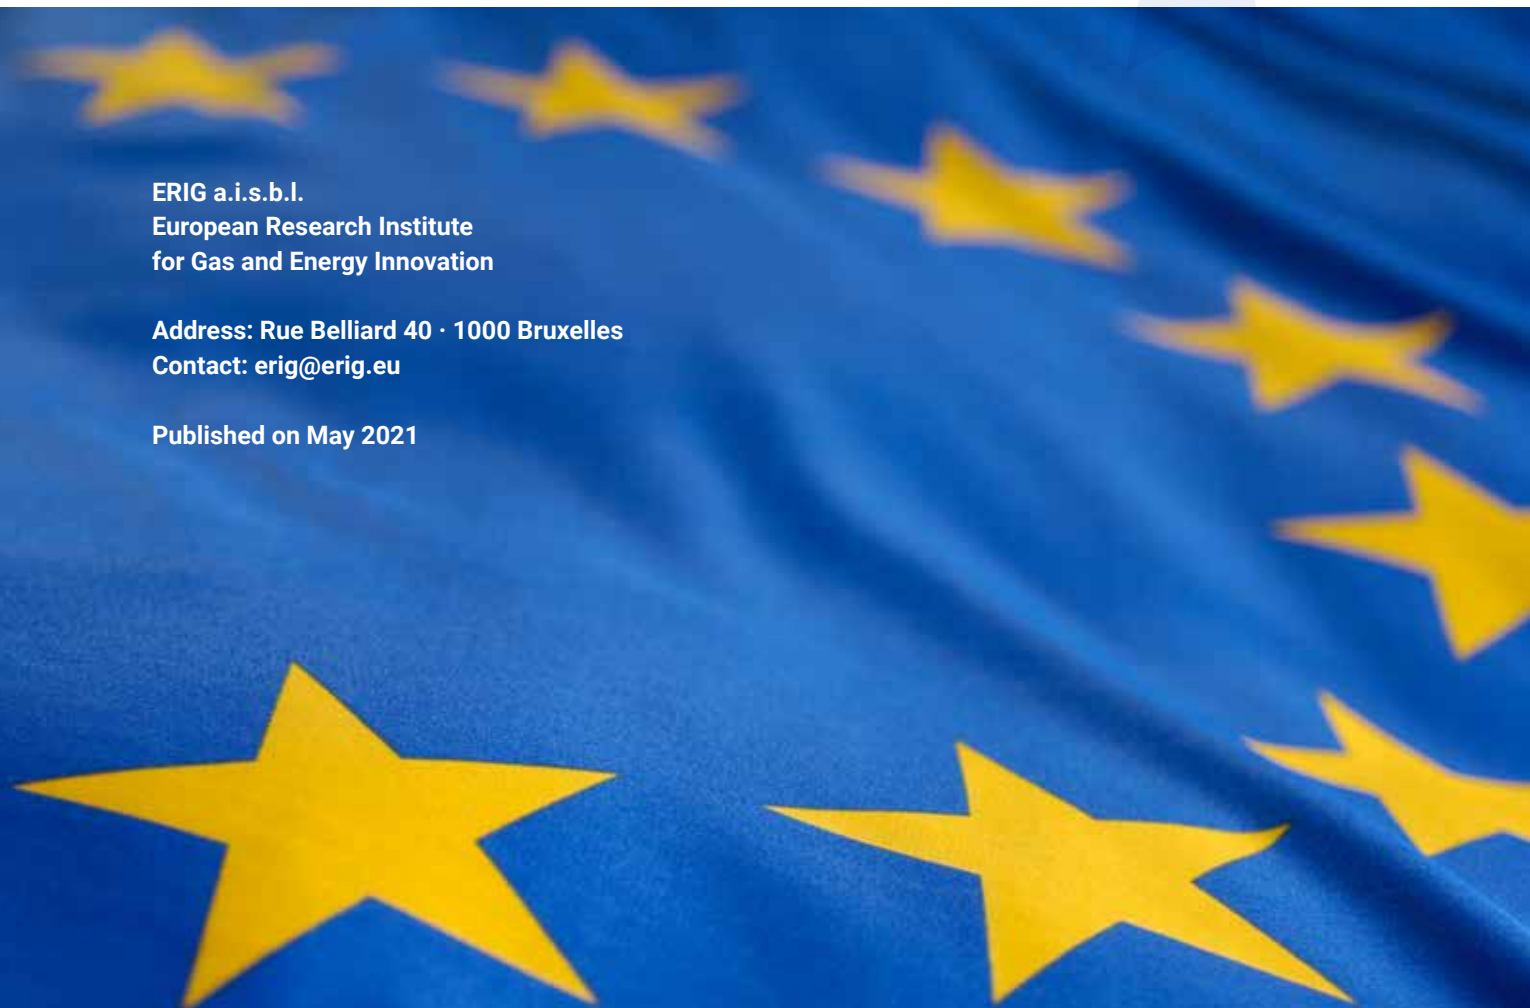 ERIG a.i.s.b.l.
European Research Institute
for Gas and Energy Innovation
Address: Rue Belliard 40 · 1000 Bruxelles
Contact: erig@erig.eu
Published on May 2021